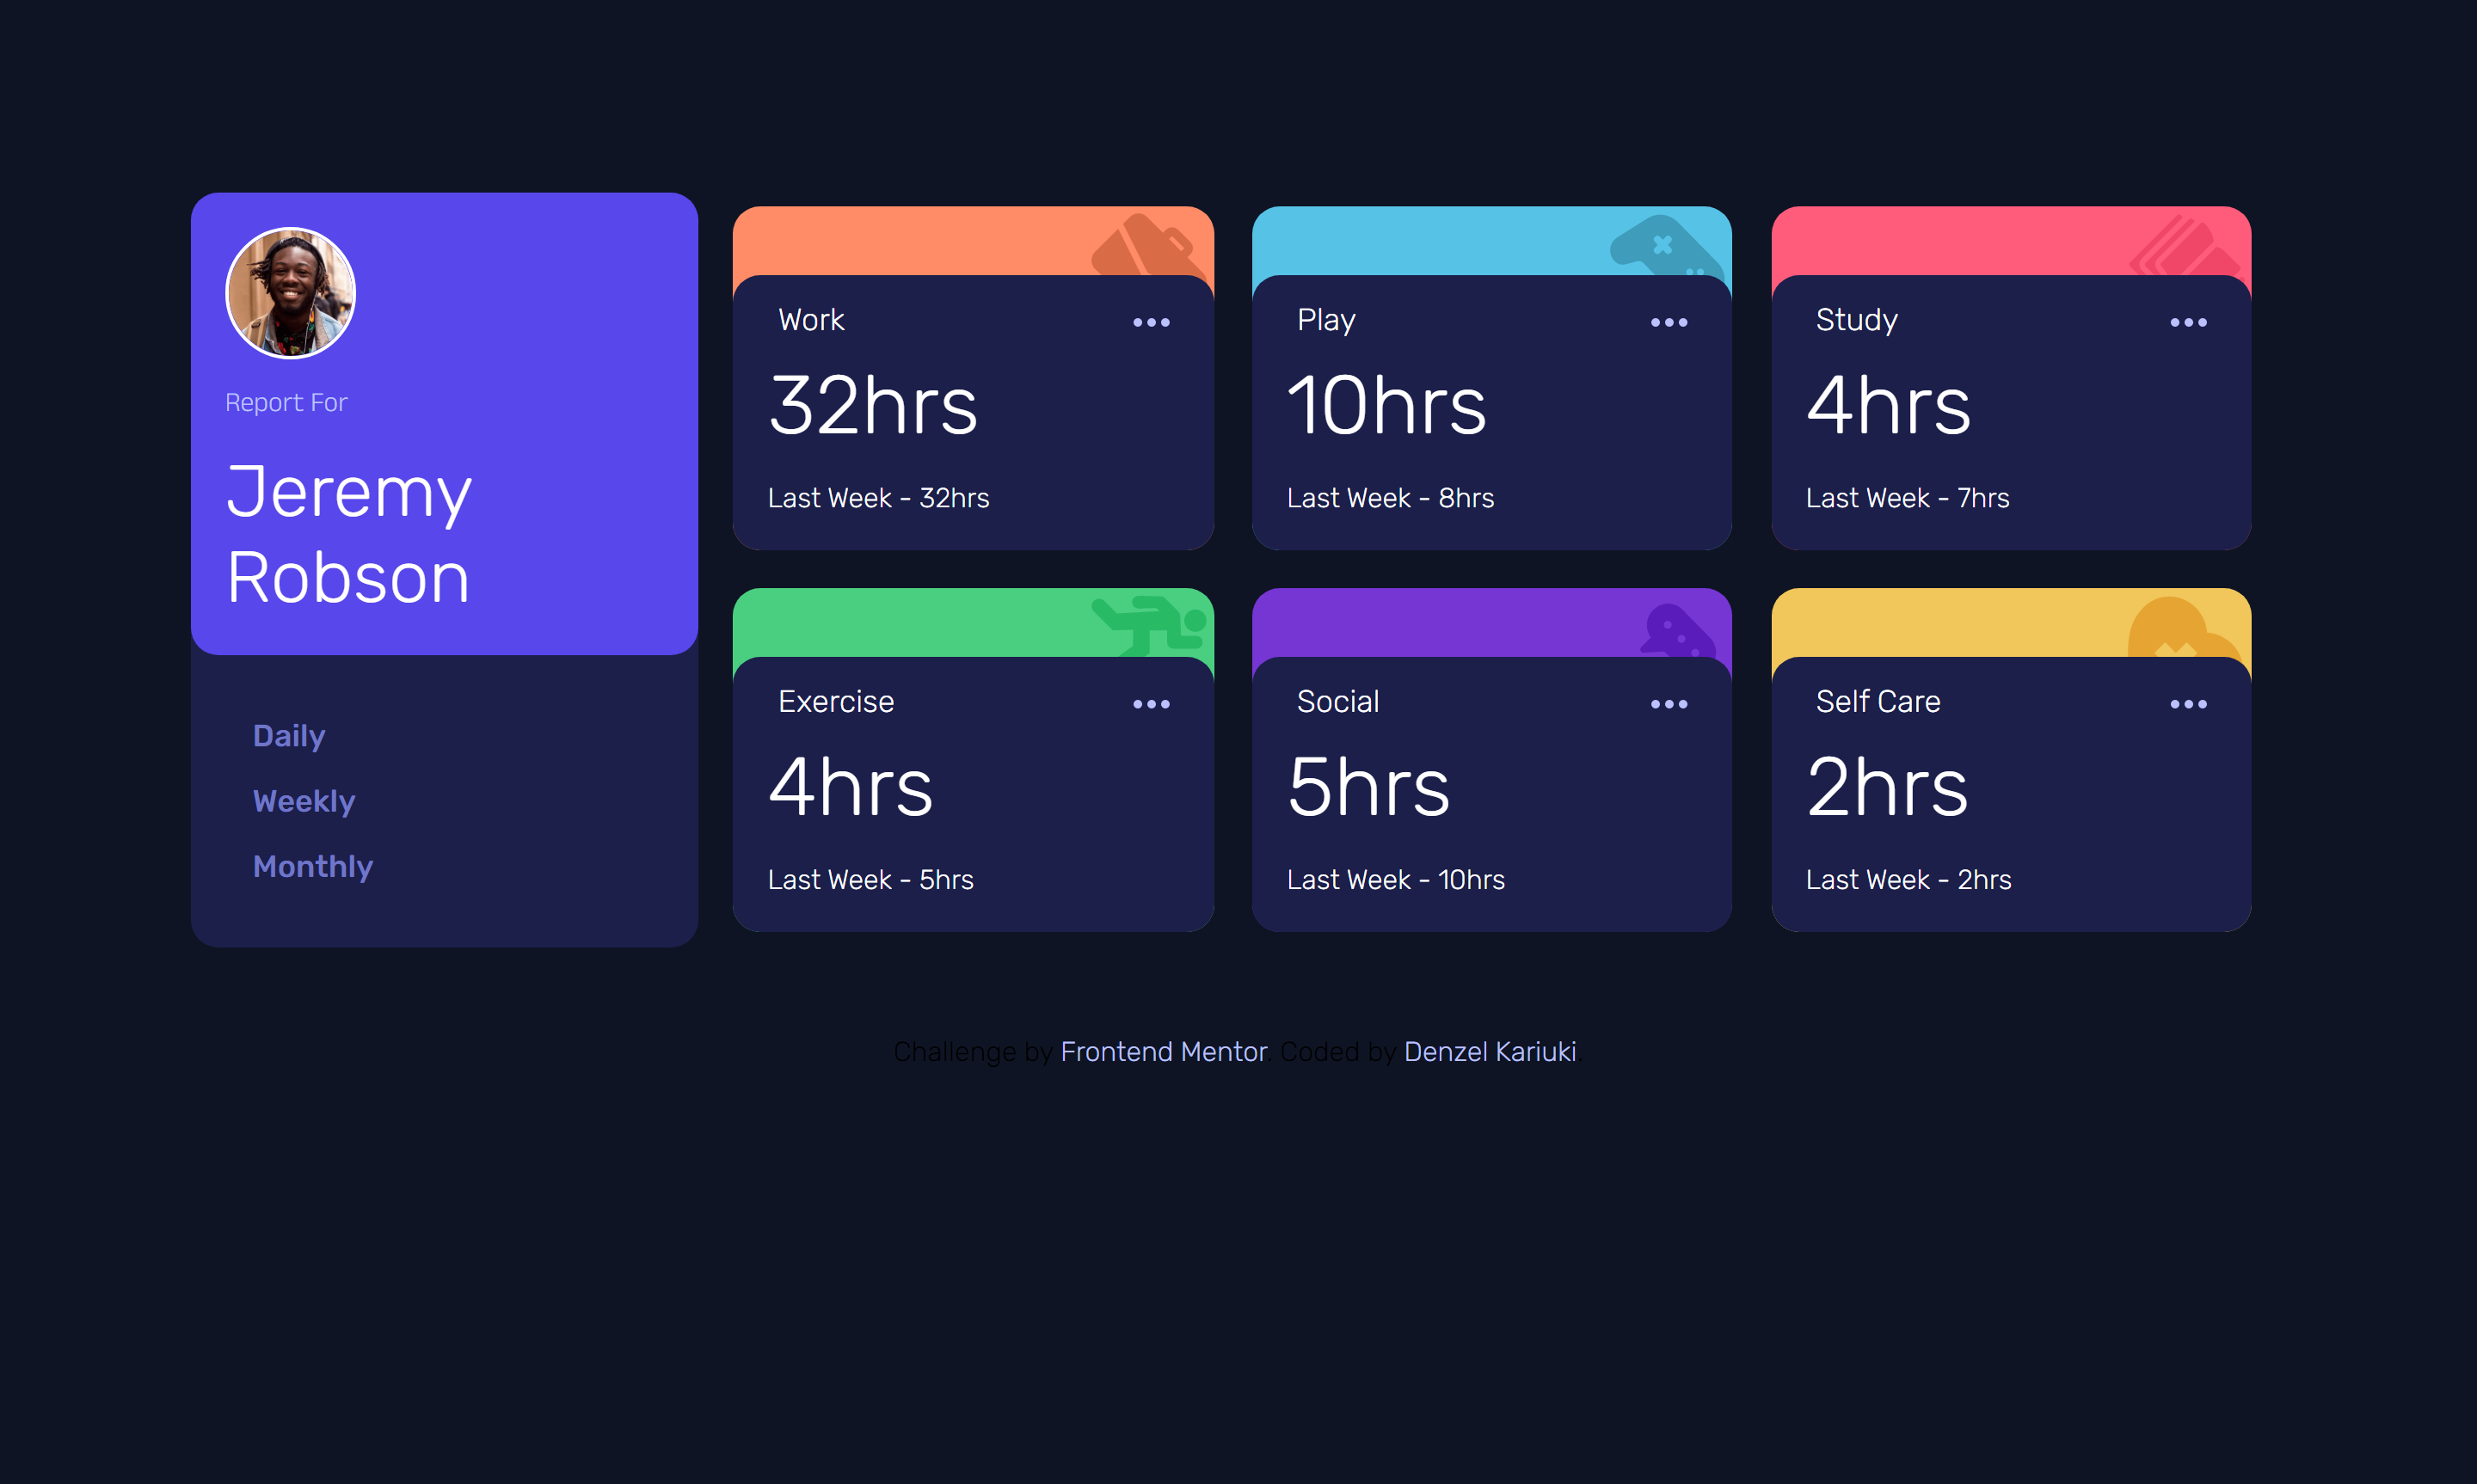 Report For
Jeremy
Robson
Daily
Weekly
Monthly
Work
32hrs
Last Week - 32hrs
Play
10hrs
Last Week - 8hrs
Study
4hrs
Last Week - 7hrs
Exercise
4hrs
Last Week - 5hrs
Social
5hrs
Last Week - 10hrs
Self Care
2hrs
Last Week - 2hrs
Challenge by Frontend Mentor. Coded by Denzel Kariuki.